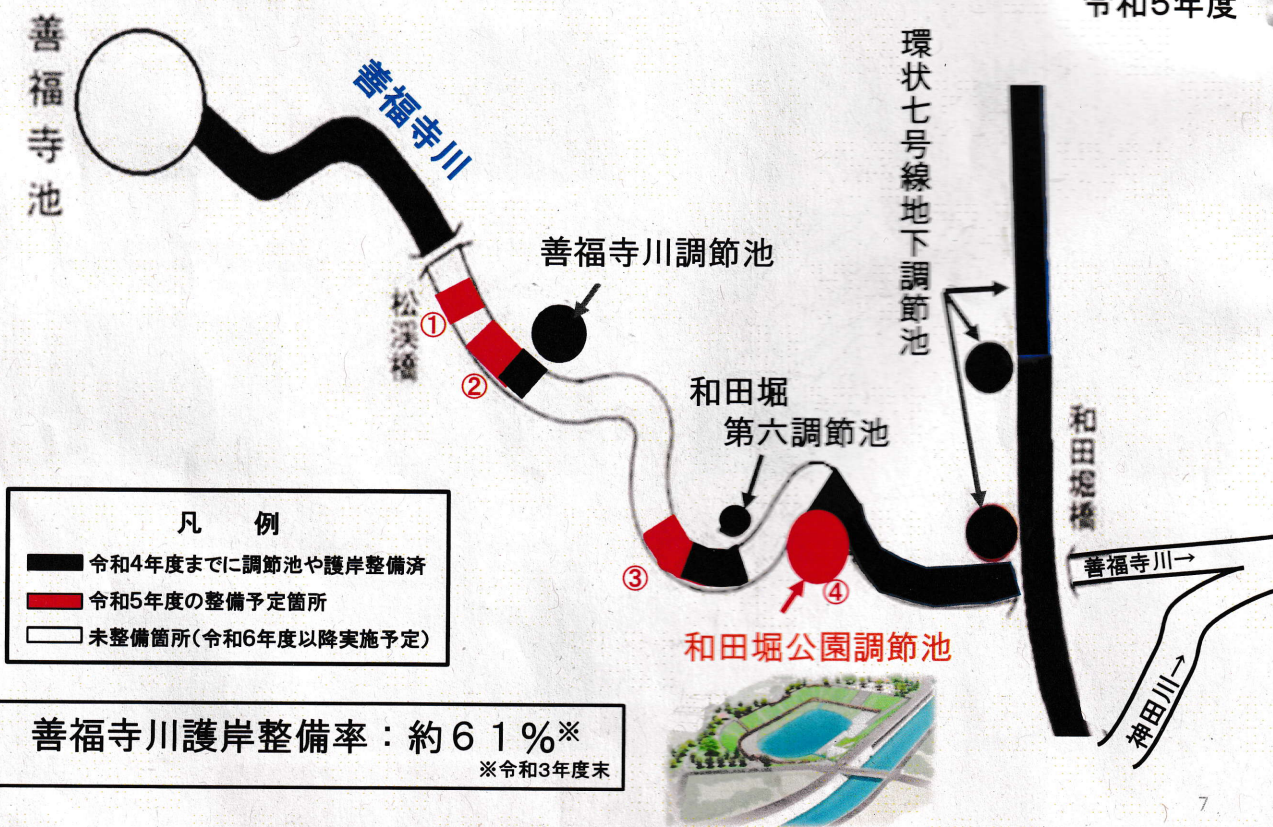 令和5年度
善福寺池
善福寺川
環状七号線地下調節池
善福寺川調節池
松渓橋
①
②
和田堀
第六調節池
和田堀橋
凡 例
令和4年度までに調節池や護岸整備済
令和5年度の整備予定箇所
未整備箇所(令和6年度以降実施予定)
③
④
善福寺川→
和田堀公園調節池
神田川→
善福寺川護岸整備率:約61%※
※令和3年度末
7